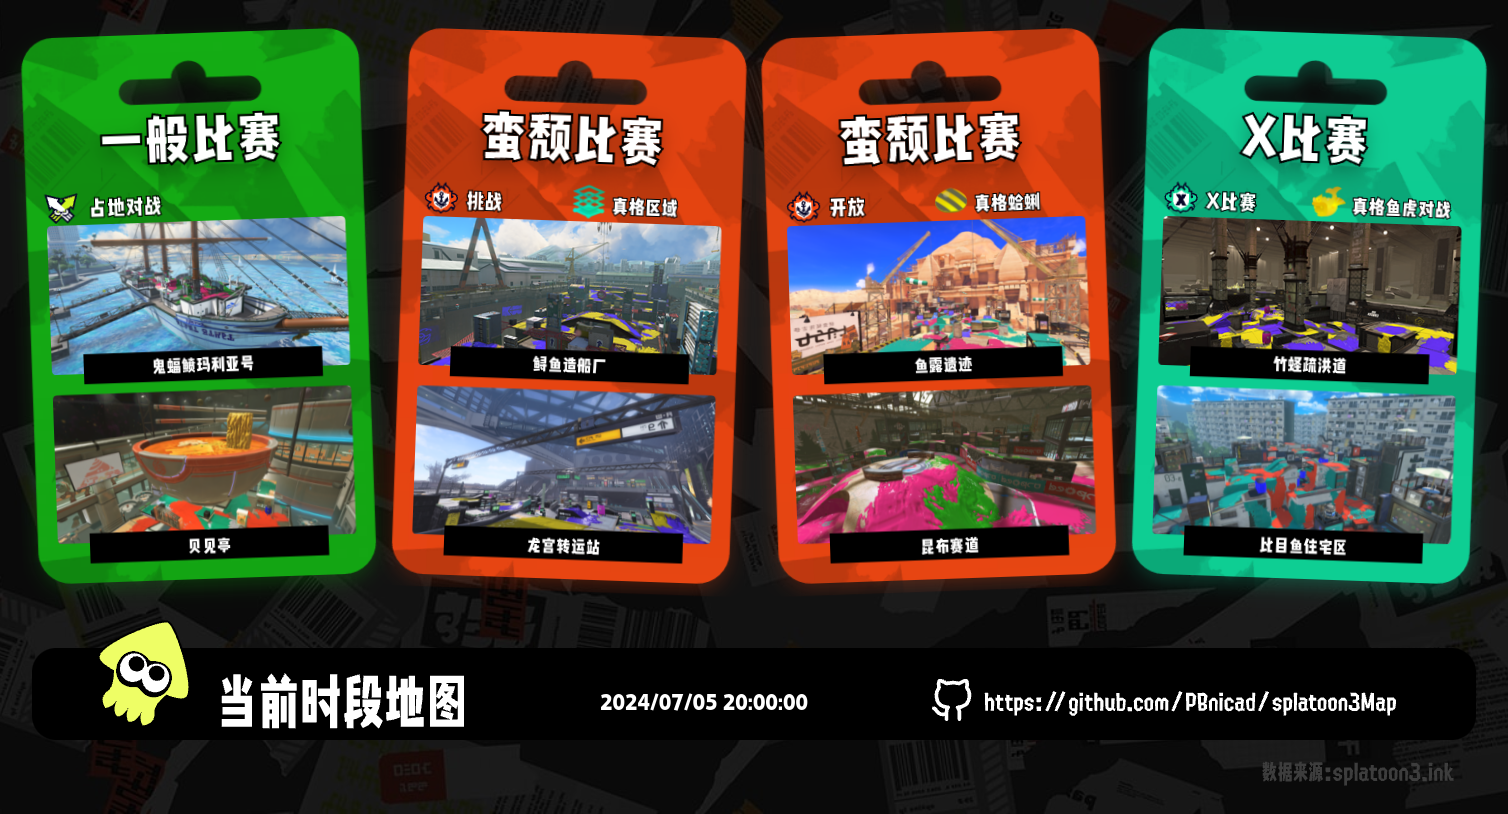 一般比赛
占地对战
鬼蝠鲼玛利亚号
贝见亭
蛮颓比赛
挑战
真格区域
鲟鱼造船厂
龙宫转运站
蛮颓比赛
开放
真格蛤蜊
鱼露遗迹
昆布赛道
X比赛
X比赛
真格鱼虎对战
竹蛏疏洪道
比目鱼住宅区
当前时段地图
2024/07/05 20:00:00
https://github.com/PBnicad/splatoon3Map
数据来源:splatoon3.ink